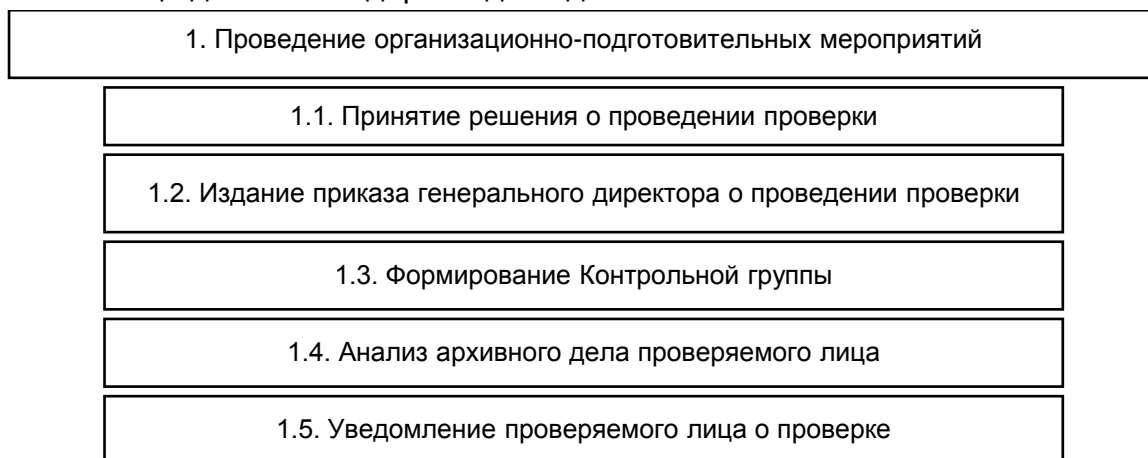 1. Проведение организационно-подготовительных мероприятий
1.1. Принятие решения о проведении проверки
1.2. Издание приказа генерального директора о проведении проверки
1.3. Формирование Контрольной группы
1.4. Анализ архивного дела проверяемого лица
1.5. Уведомление проверяемого лица о проверке